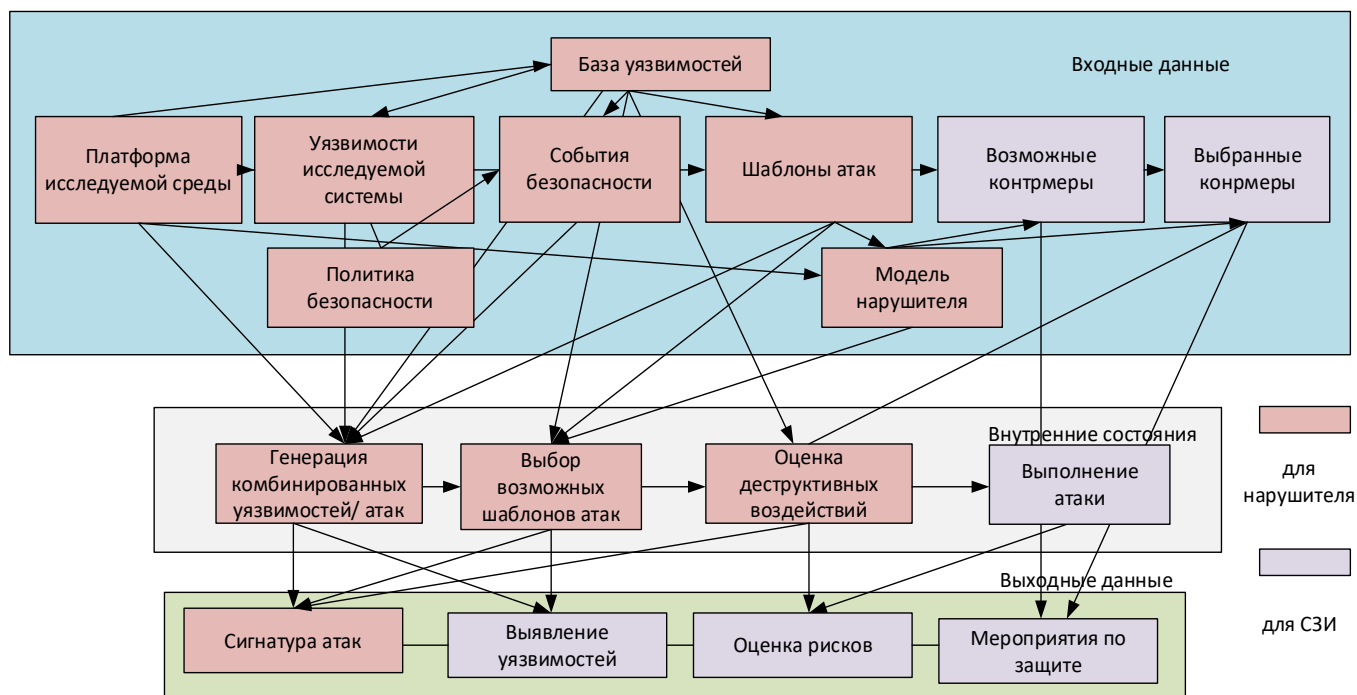 База уязвимостей
Входные данные
Платформа
исследуемой среды
Уязвимости
исследуемой
системы
События
безопасности
Шаблоны атак
Возможные
контрмеры
Выбранные
конрмеры
Политика
безопасности
Модель
нарушителя
Внутренние состояния
Генерация
комбинированных
уязвимостей/ атак
Выбор
возможных
шаблонов атак
Оценка
деструктивных
воздействий
Выполнение
атаки
для
нарушителя
Выходные данные
Сигнатура атак
Выявление
уязвимостей
Оценка рисков
Мероприятия по
защите
для СЗИ